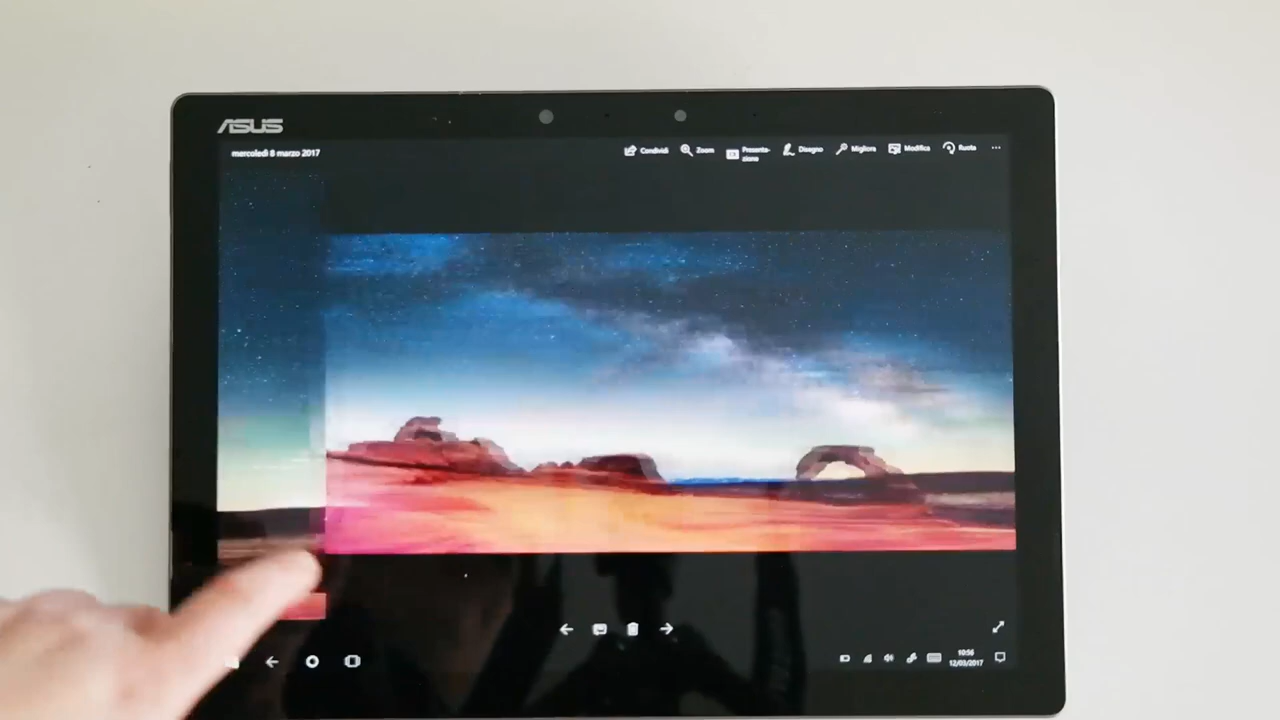 ASUS
mercoledì 8 marzo 2017
Condividi
Zoom
Presenta-
zione
Disegno
Migliora
Modifica
Ruota
10:56
12/03/2017